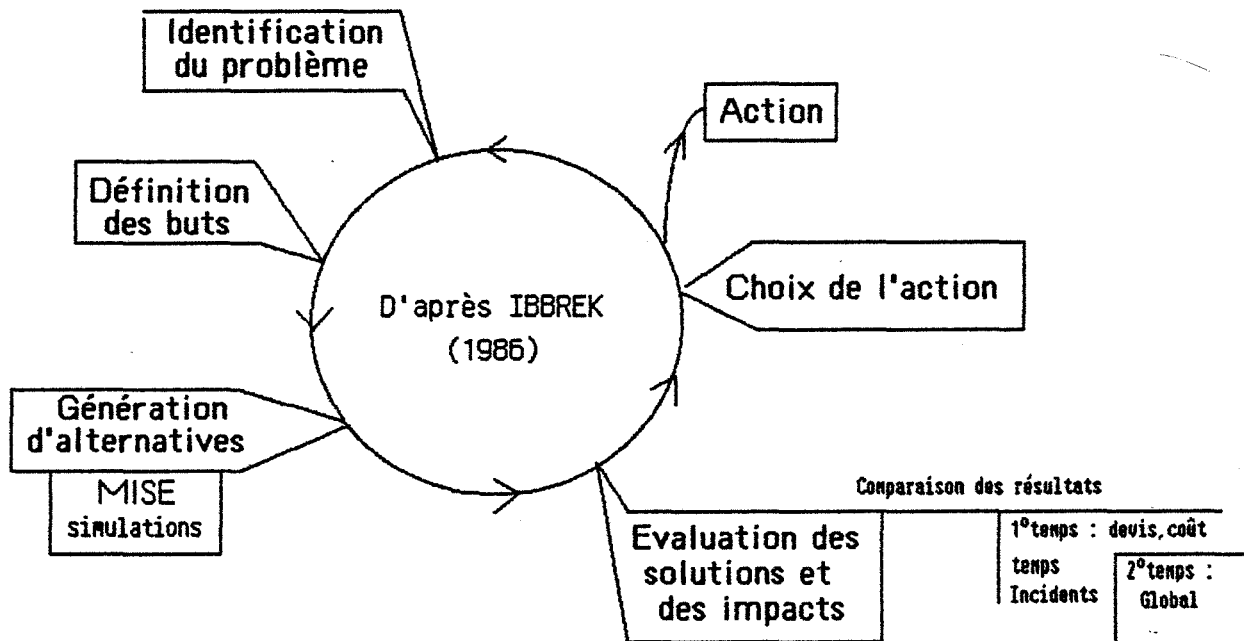 Identification
du problème
Action
Définition
des buts
Choix de l'action
D'après IBBREK
(1986)
Génération
d'alternatives
MISE
simulations
Comparaison des résultats
Evaluation des
solutions et
des impacts
1°temps : devis,coût
temps
Incidents
2°temps :
Global